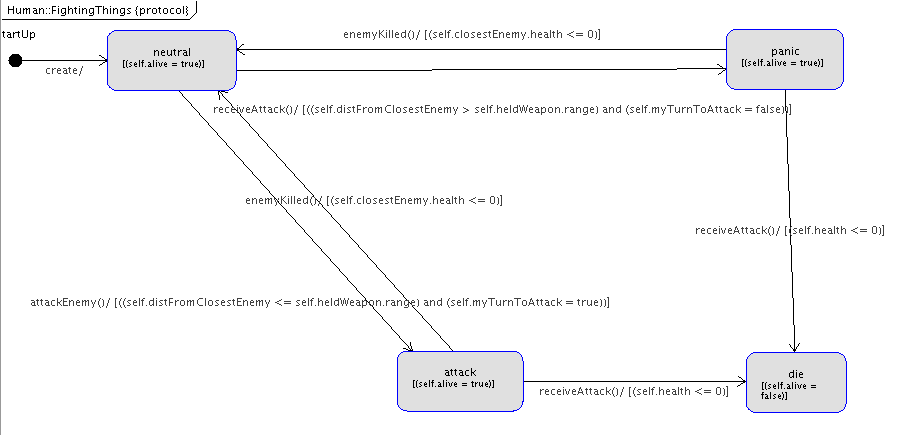 Human::FightingThings {protocol}
tartUp
create/
neutral
[(self.alive = true)]
enemyKilled()/ [(self.closestEnemy.health <= 0)]
panic
[(self.alive = true)]
receiveAttack()/ [((self.distFromClosestEnemy > self.heldWeapon.range) and (self.myTurnToAttack = false))]
enemyKilled()/ [(self.closestEnemy.health <= 0)]
receiveAttack()/ [(self.health <= 0)]
attackEnemy()/ [((self.distFromClosestEnemy <= self.heldWeapon.range) and (self.myTurnToAttack = true))]
attack
[(self.alive = true)]
receiveAttack()/ [(self.health <= 0)]
die
[(self.alive =
false)]